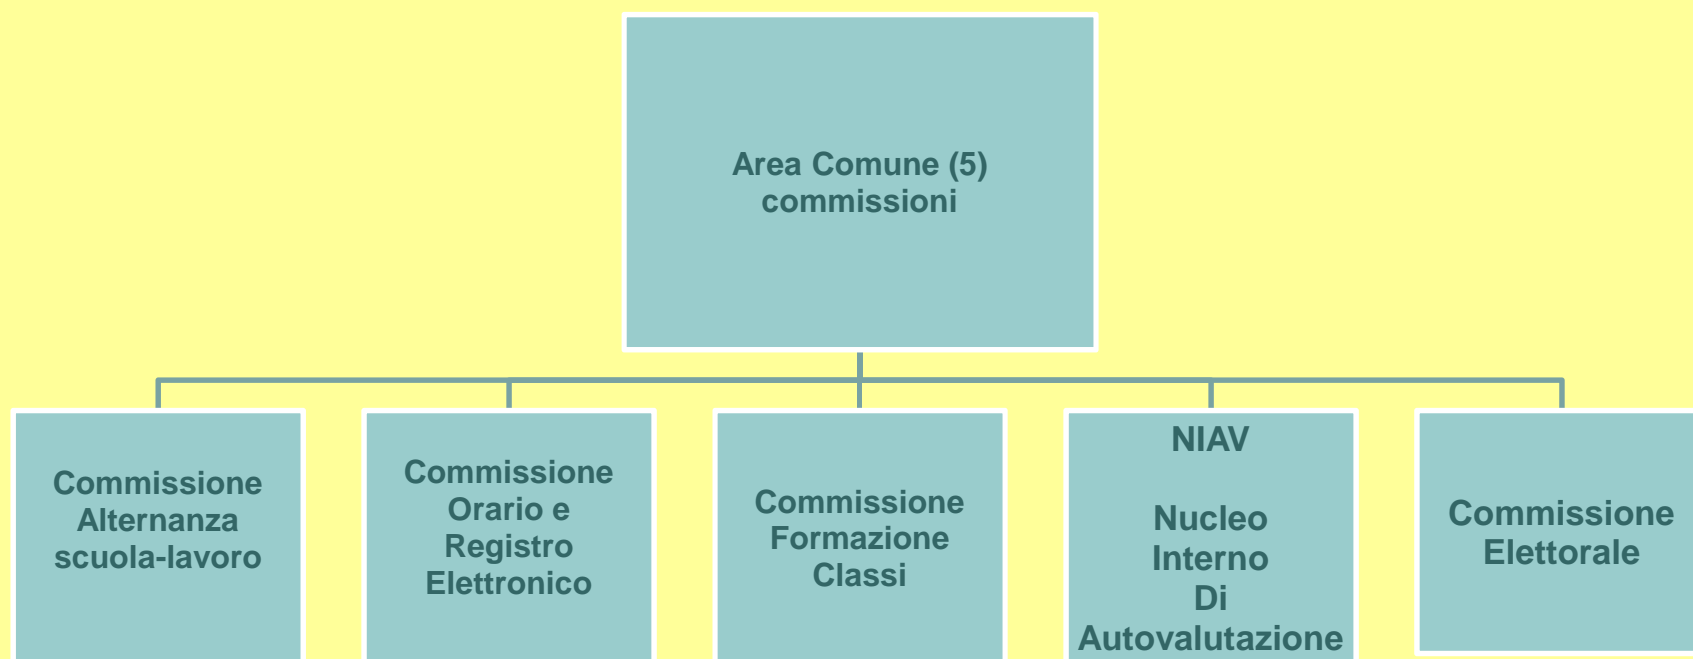 Area Comune (5)
commissioni
Commissione
Alternanza
scuola-lavoro
Commissione
Orario e
Registro
Elettronico
Commissione
Formazione
Classi
NIAV
Nucleo
Interno
Di
Autovalutazione
Commissione
Elettorale